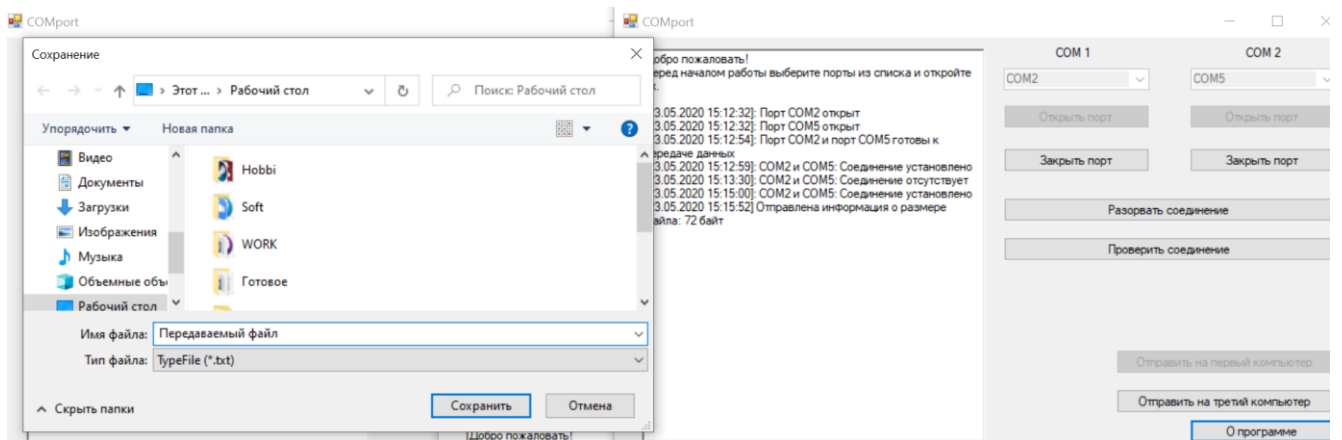 COMport
Сохранение
Этот ... › Рабочий стол
Поиск: Рабочий стол
Упорядочить
Новая папка
Видео
Документы
Загрузки
Изображения
Музыка
Объемные объ
Рабочий стол
Hobbi
Soft
WORK
Готовое
Имя файла: Передаваемый файл
Тип файла: TypeFile (*.txt)
Скрыть папки
Сохранить
Отмена
Добро пожаловать!
COMport
обро пожаловать!
еред началом работы выберите порты из списка и откройте
х.
3.05.2020 15:12:32]: Порт COM2 открыт
3.05.2020 15:12:32]: Порт COM5 открыт
3.05.2020 15:12:54]: Порт COM2 и порт COM5 готовы к
ередаче данных
3.05.2020 15:12:59]: COM2 и COM5: Соединение установлено
3.05.2020 15:13:30]: COM2 и COM5: Соединение отсутствует
3.05.2020 15:15:00]: COM2 и COM5: Соединение установлено
3.05.2020 15:15:52] Отправлена информация о размере
айла: 72 байт
COM 1
COM 2
COM2
COM5
Открыть порт
Открыть порт
Закрыть порт
Закрыть порт
Разорвать соединение
Проверить соединение
Отправить на первый компьютер
Отправить на третий компьютер
О программе